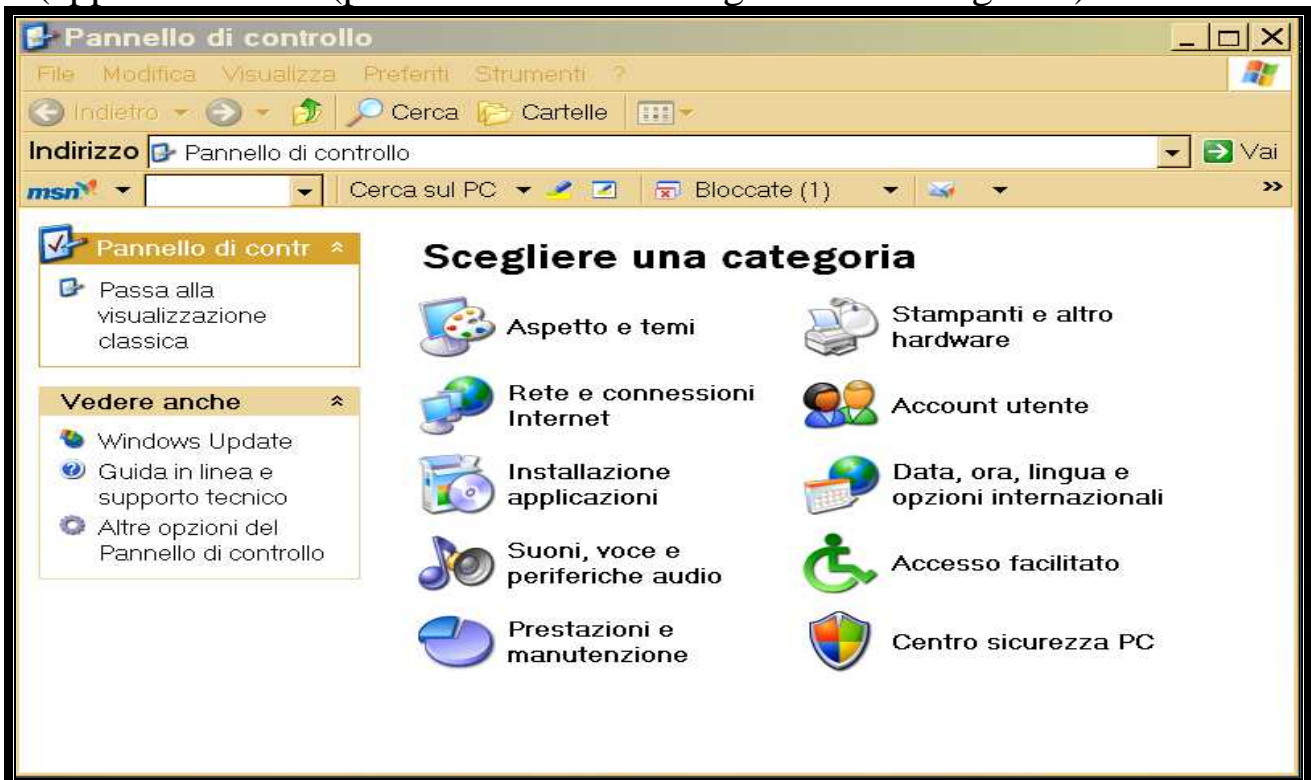 Pannello di controllo
File Modifica Visualizza Preferiti Strumenti ?
Indietro Cerca Cartelle
Indirizzo Pannello di controllo Vai
msn Cerca sul PC Bloccate (1) »
Pannello di contr
Passa alla
visualizzazione
classica
Vedere anche
Windows Update
Guida in linea e
supporto tecnico
Altre opzioni del
Pannello di controllo
Scegliere una categoria
Aspetto e temi
Stampanti e altro
hardware
Rete e connessioni
Internet
Account utente
Installazione
applicazioni
Data, ora, lingua e
opzioni internazionali
Suoni, voce e
periferiche audio
Accesso facilitato
Prestazioni e
manutenzione
Centro sicurezza PC